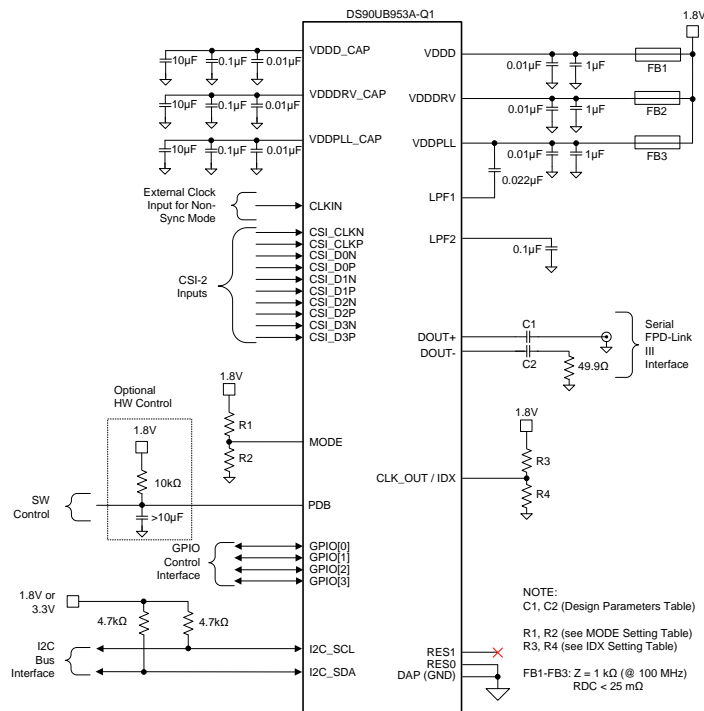 DS90UB953A-Q1
1.8V
VDDD_CAP
10µF
0.1µF
0.01µF
VDDDRV_CAP
10µF
0.1µF
0.01µF
VDDPLL_CAP
10µF
0.1µF
0.01µF
VDDD
0.01µF
1µF
FB1
VDDDRV
0.01µF
1µF
FB2
VDDPLL
0.01µF
1µF
FB3
0.022µF
LPF1
LPF2
0.1µF
External Clock
Input for Non-
Sync Mode
CLKIN
CSI-2
Inputs
CSI_CLKN
CSI_CLKP
CSI_D0N
CSI_D0P
CSI_D1N
CSI_D1P
CSI_D2N
CSI_D2P
CSI_D3N
CSI_D3P
DOUT+
DOUT-
C1
C2
49.9Ω
Serial
FPD-Link
III
Interface
1.8V
R1
R2
MODE
Optional
HW Control
1.8V
10kΩ
>10µF
SW
Control
PDB
1.8V
R3
R4
CLK_OUT / IDX
GPIO
Control
Interface
GPIO[0]
GPIO[1]
GPIO[2]
GPIO[3]
1.8V or
3.3V
4.7kΩ
4.7kΩ
I2C
Bus
Interface
I2C_SCL
I2C_SDA
RES1
RES0
DAP (GND)
NOTE:
C1, C2 (Design Parameters Table)
R1, R2 (see MODE Setting Table)
R3, R4 (see IDX Setting Table)
FB1-FB3: Z = 1 kΩ (@ 100 MHz)
RDC < 25 mΩ